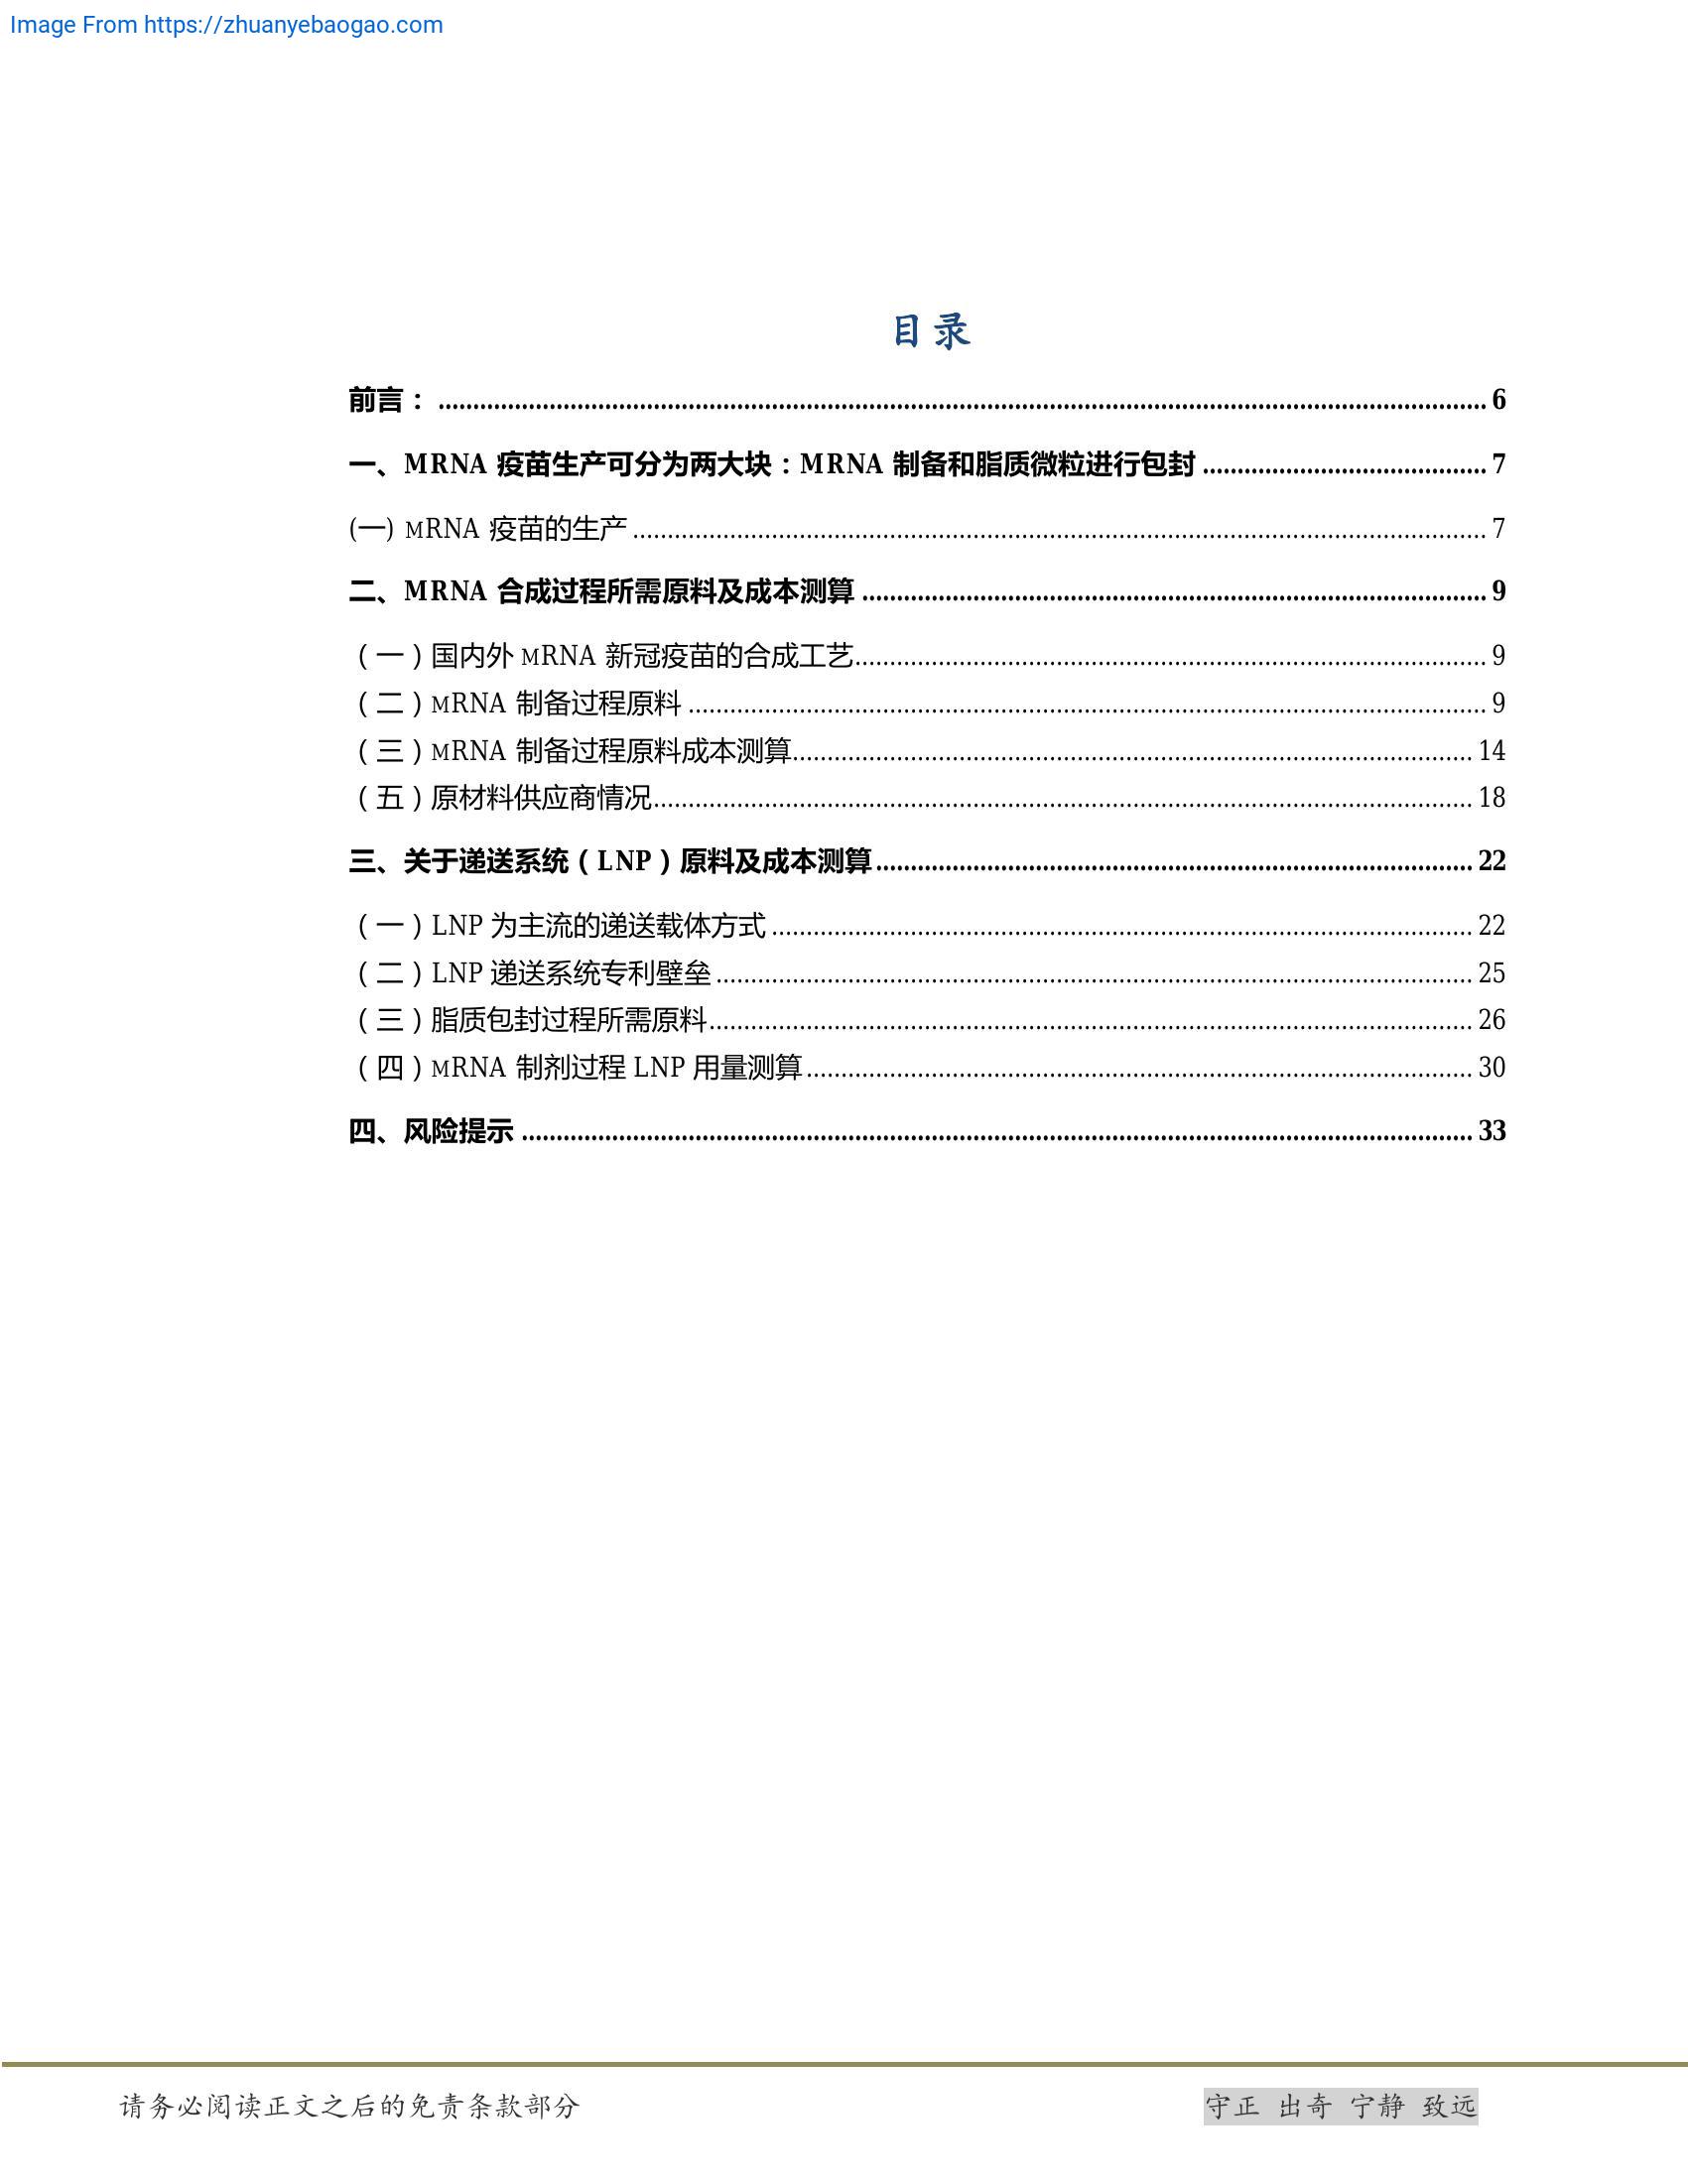 Image From https://zhuanyebaogao.com
目录
前言： ........ 6
一、MRNA 疫苗生产可分为两大块：MRNA 制备和脂质微粒进行包封 ........ 7
(一) MRNA 疫苗的生产 ........ 7
二、MRNA 合成过程所需原料及成本测算 ........ 9
（一）国内外 MRNA 新冠疫苗的合成工艺 ........ 9
（二）MRNA 制备过程原料 ........ 9
（三）MRNA 制备过程原料成本测算 ........ 14
（五）原材料供应商情况 ........ 18
三、关于递送系统（LNP）原料及成本测算 ........ 22
（一）LNP 为主流的递送载体方式 ........ 22
（二）LNP 递送系统专利壁垒 ........ 25
（三）脂质包封过程所需原料 ........ 26
（四）MRNA 制剂过程 LNP 用量测算 ........ 30
四、风险提示 ........ 33
请务必阅读正文之后的免责条款部分 守正 出奇 宁静 致远